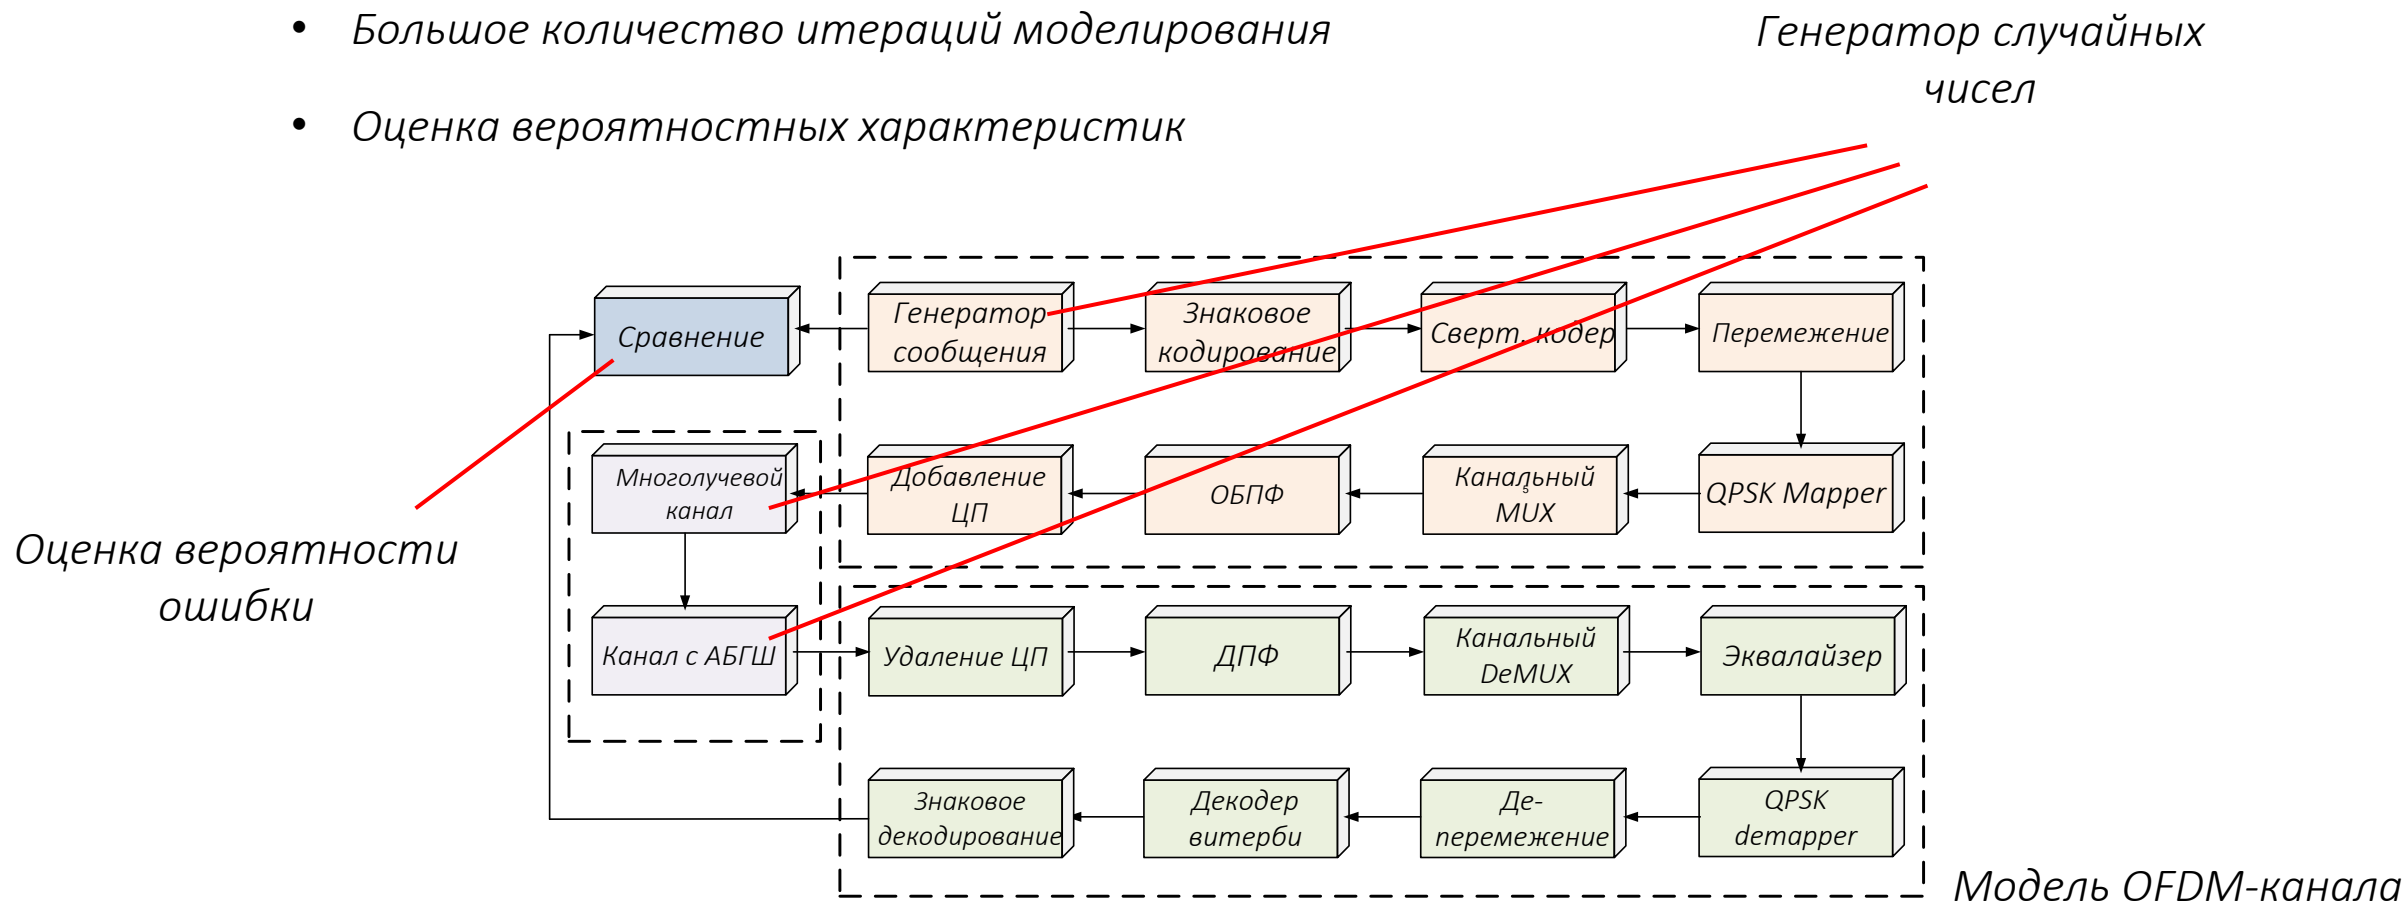 • Большое количество итераций моделирования
• Оценка вероятностных характеристик
Генератор случайных
чисел
Сравнение
Генератор
сообщения
Знаковое
кодирование
Сверт. кодер
Перемежение
Многолучевой
канал
Добавление
ЦП
ОБПФ
Канальный
MUX
5
QPSK Mapper
Оценка вероятности
ошибки
Канал с АБГШ
Удаление ЦП
ДПФ
Канальный
DeMUX
Эквалайзер
Знаковое
декодирование
Декодер
витерби
Де-
перемежение
QPSK
demapper
Модель OFDM-канала